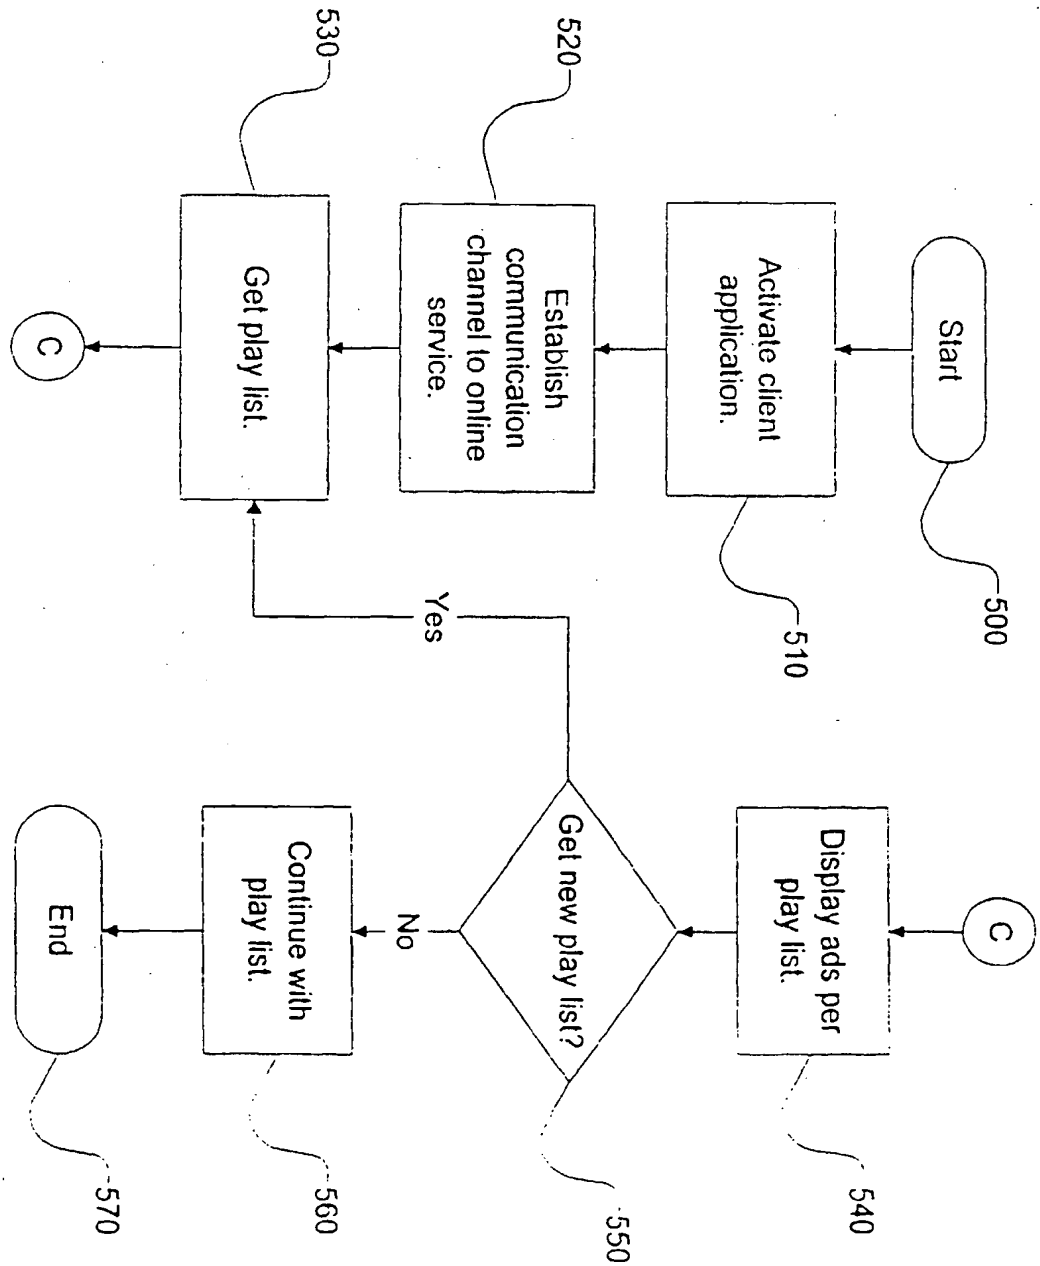 Start
500
Activate client
application.
510
Establish
communication
channel to online
service.
520
Get play list.
530
C
C
Display ads per
play list.
540
Get new play list?
550
Yes
No
Continue with
play list.
560
End
570